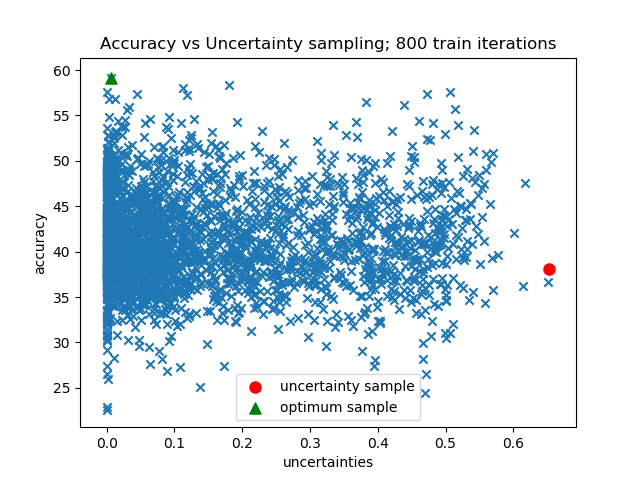 Accuracy vs Uncertainty sampling; 800 train iterations
60
55
50
45
40
35
30
25
accuracy
uncertainty sample
optimum sample
0.0 0.1 0.2 0.3 0.4 0.5 0.6
uncertainties